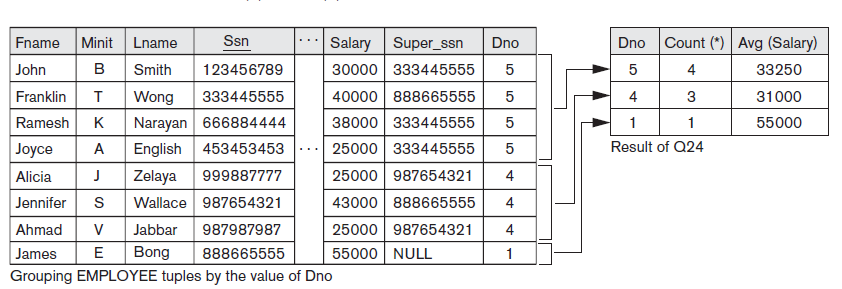 Fname Minit Lname Ssn ... Salary Super_ssn Dno
John B Smith 123456789 30000 333445555 5
Franklin T Wong 333445555 40000 888665555 5
Ramesh K Narayan 666884444 38000 333445555 5
Joyce A English 453453453 ... 25000 333445555 5
Alicia J Zelaya 999887777 25000 987654321 4
Jennifer S Wallace 987654321 43000 888665555 4
Ahmad V Jabbar 987987987 25000 987654321 4
James E Bong 888665555 55000 NULL 1
Grouping EMPLOYEE tuples by the value of Dno
Dno Count (*) Avg (Salary)
5 4 33250
4 3 31000
1 1 55000
Result of Q24